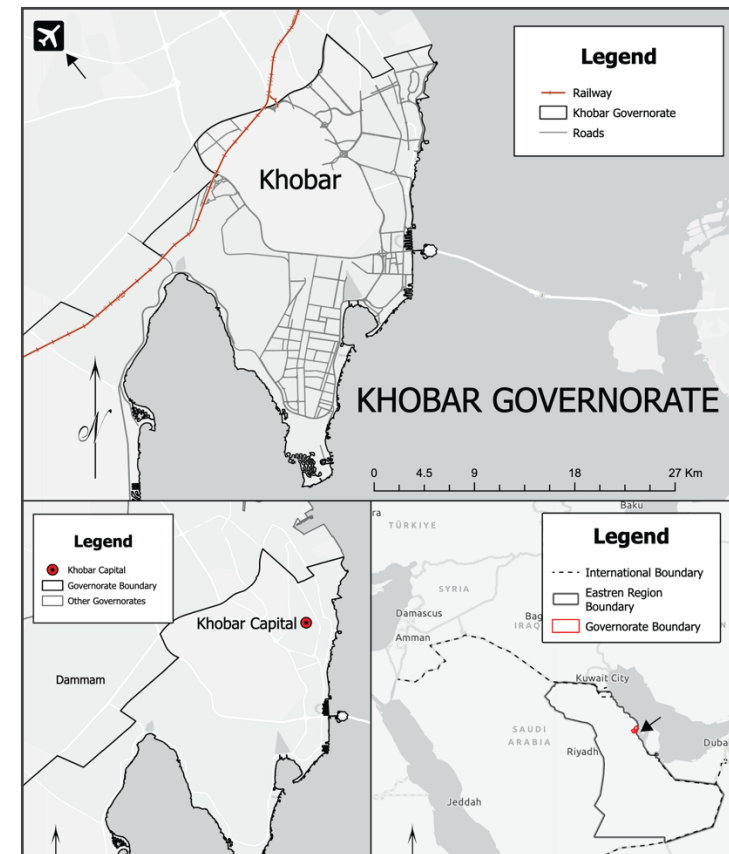 Legend
Railway
Khobar Governorate
Roads
Khobar
KHOBAR GOVERNORATE
N
0 4.5 9 18 27 Km
Legend
Khobar Capital
Governorate Boundary
Other Governorates
Khobar Capital
Dammam
ra
Baku
TÜRKIYE
Legend
International Boundary
Eastren Region
Boundary
Governorate Boundary
SYRIA
Damascus
Bag
IRAQ
N
Amman
Kuwait City
SAUDI
ARABIA
Riyadh
Duba
Jeddah